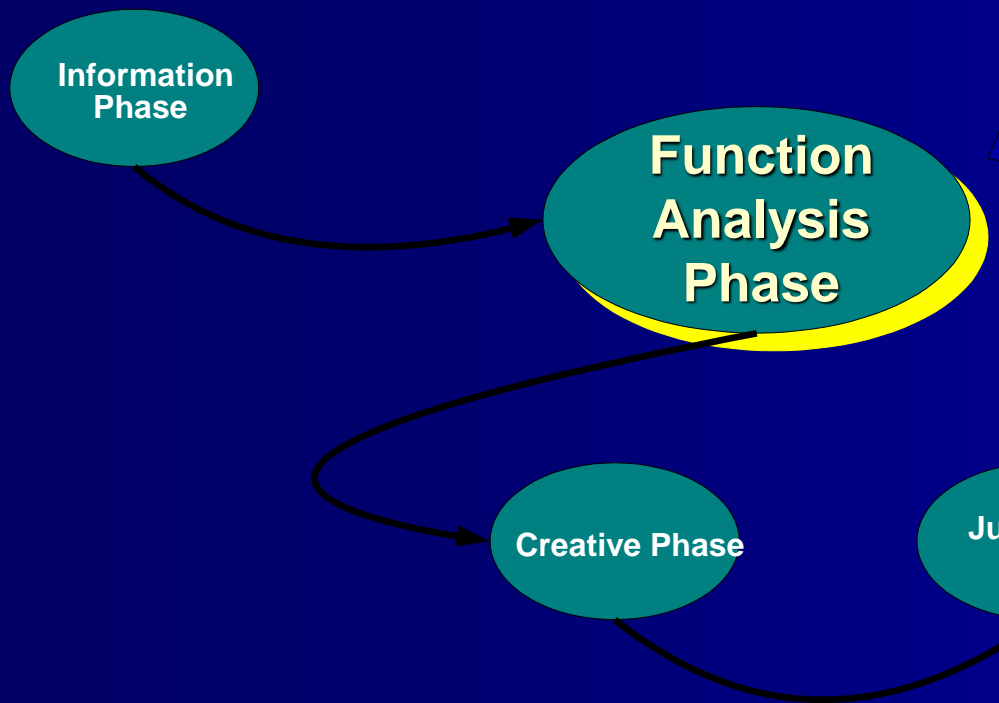 Information
Phase
Function
Analysis
Phase
Creative Phase